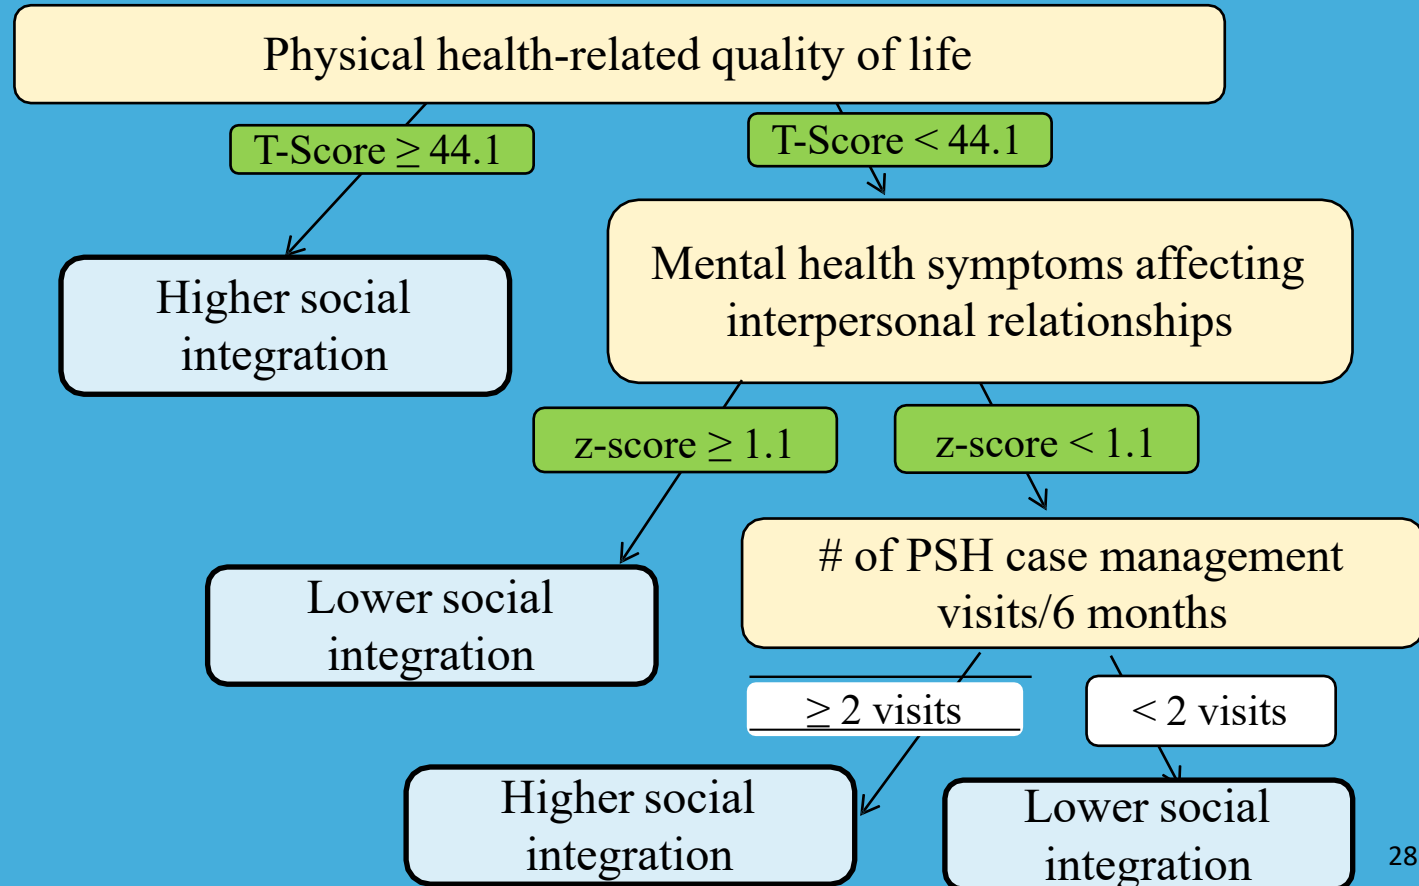 Physical health-related quality of life
T-Score ≥ 44.1
T-Score < 44.1
Higher social
integration
Mental health symptoms affecting
interpersonal relationships
z-score ≥ 1.1
z-score < 1.1
Lower social
integration
# of PSH case management
visits/6 months
≥ 2 visits
< 2 visits
Higher social
integration
Lower social
integration
28